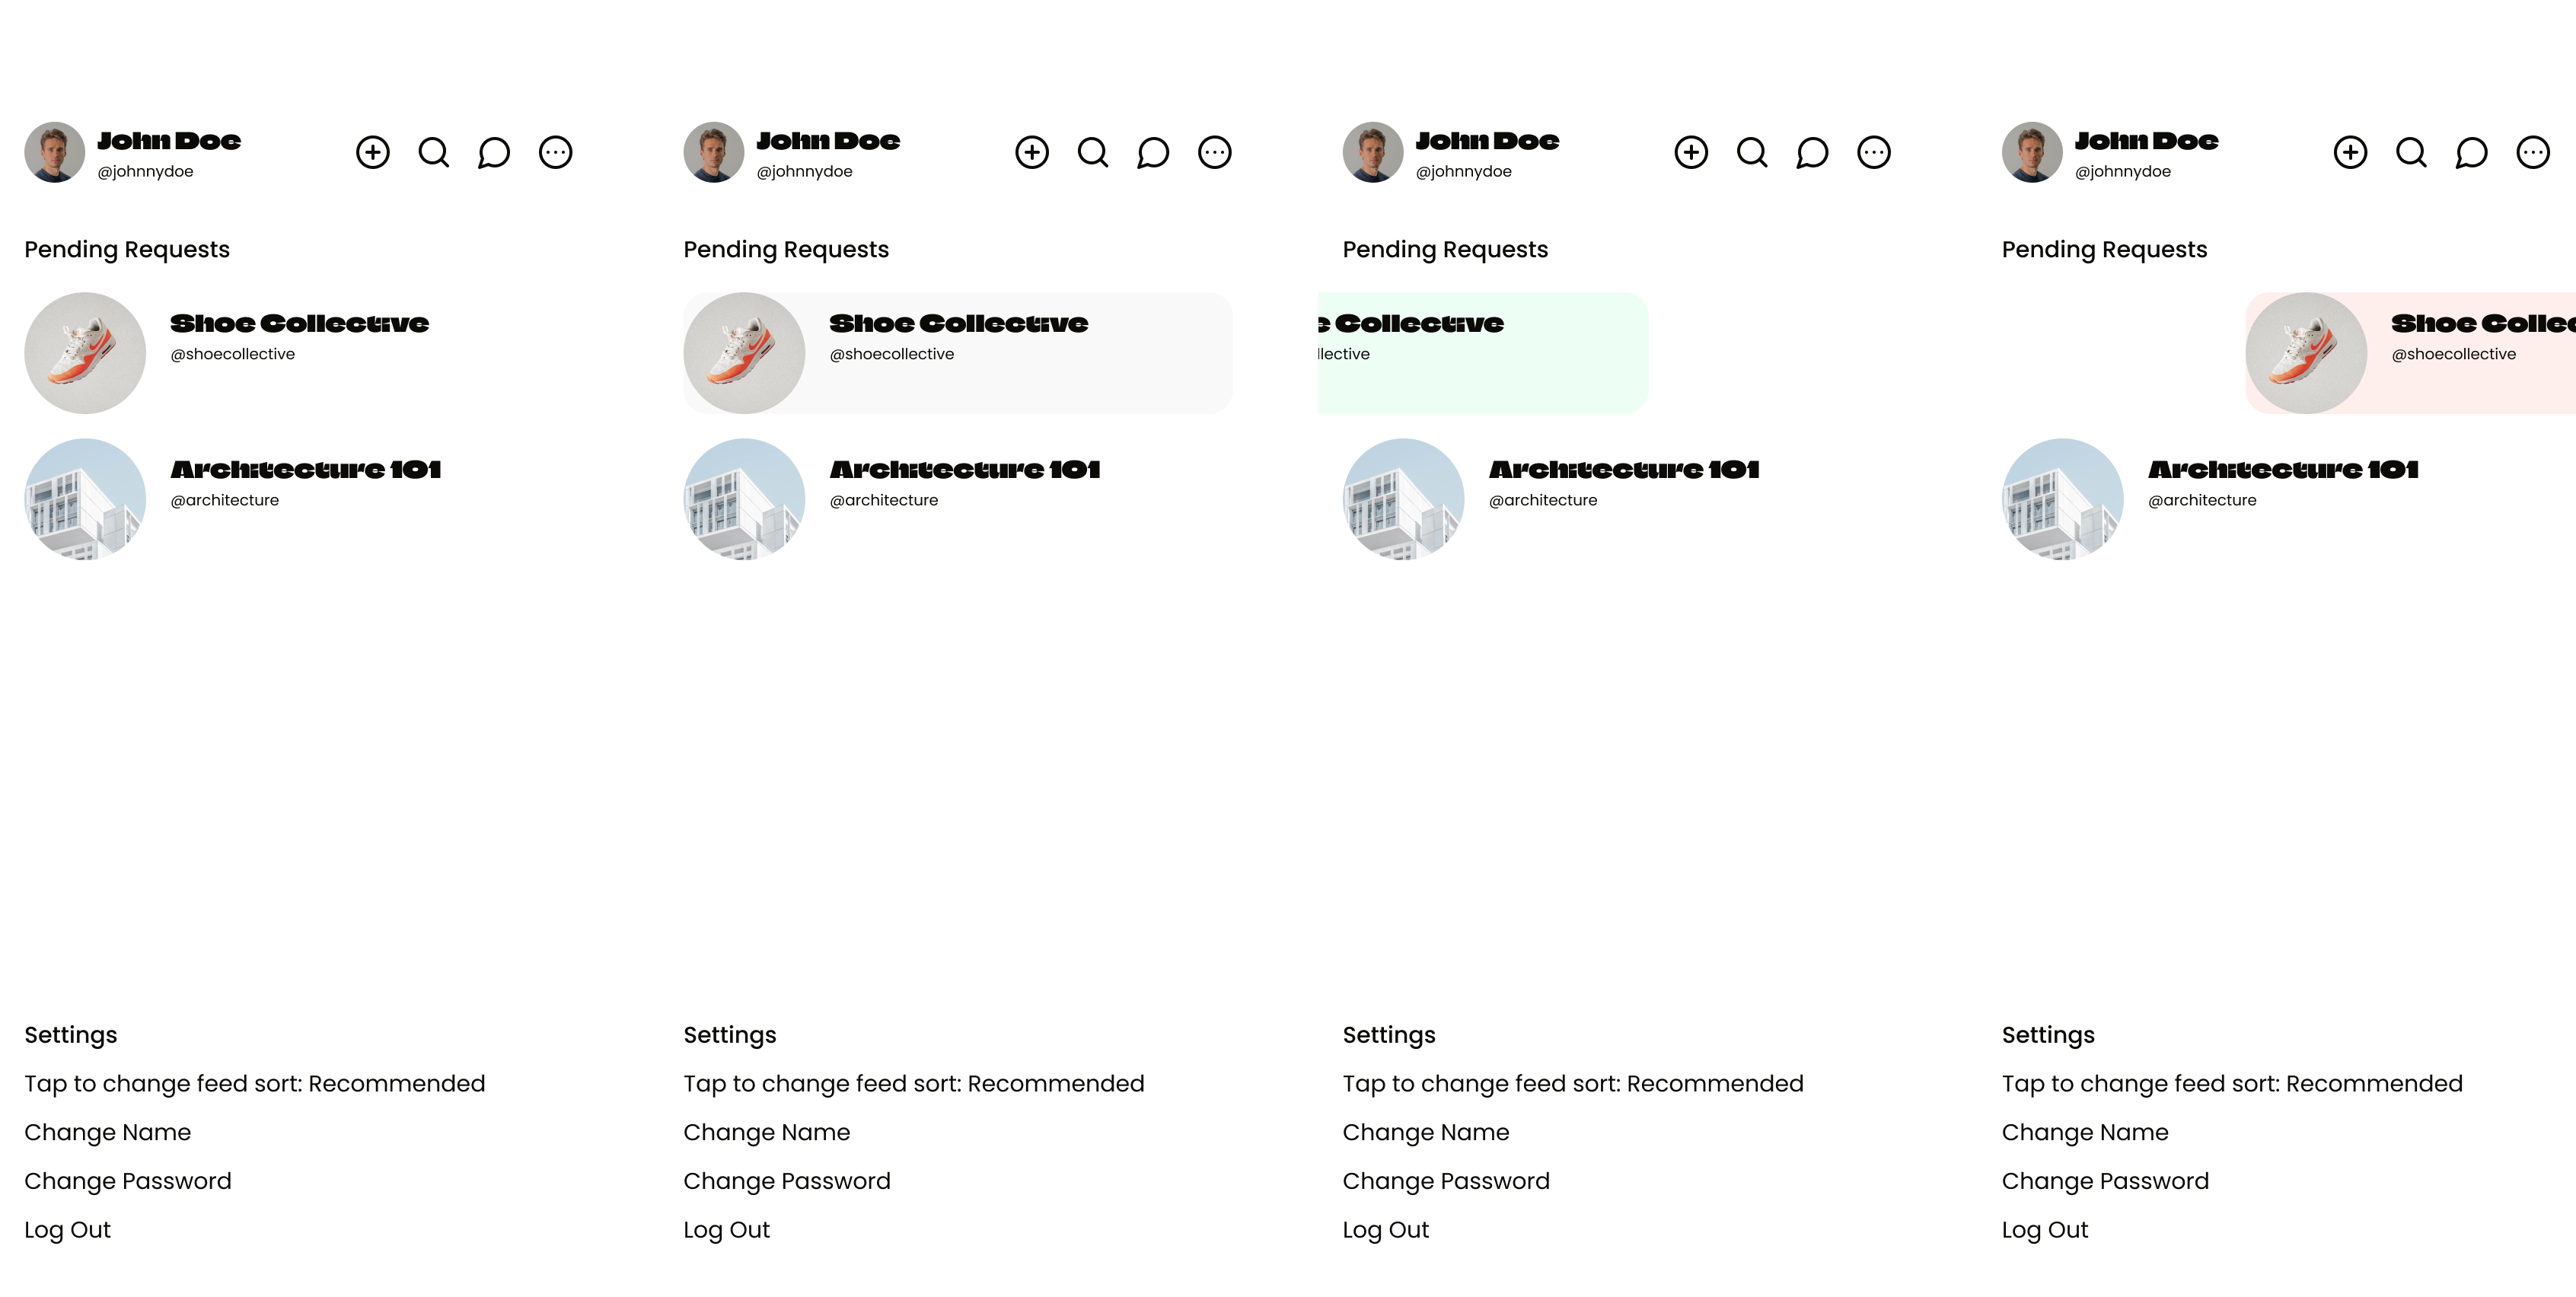 John Doe
@johnnydoe
Pending Requests
Shoe Collective
@shoecollective
Architecture 101
@architecture
Settings
Tap to change feed sort: Recommended
Change Name
Change Password
Log Out
John Doe
@johnnydoe
Pending Requests
Shoe Collective
@shoecollective
Architecture 101
@architecture
Settings
Tap to change feed sort: Recommended
Change Name
Change Password
Log Out
John Doe
@johnnydoe
Pending Requests
e Collective
llective
Architecture 101
@architecture
Settings
Tap to change feed sort: Recommended
Change Name
Change Password
Log Out
John Doe
@johnnydoe
Pending Requests
Shoe Collec
@shoecollective
Architecture 101
@architecture
Settings
Tap to change feed sort: Recommended
Change Name
Change Password
Log Out